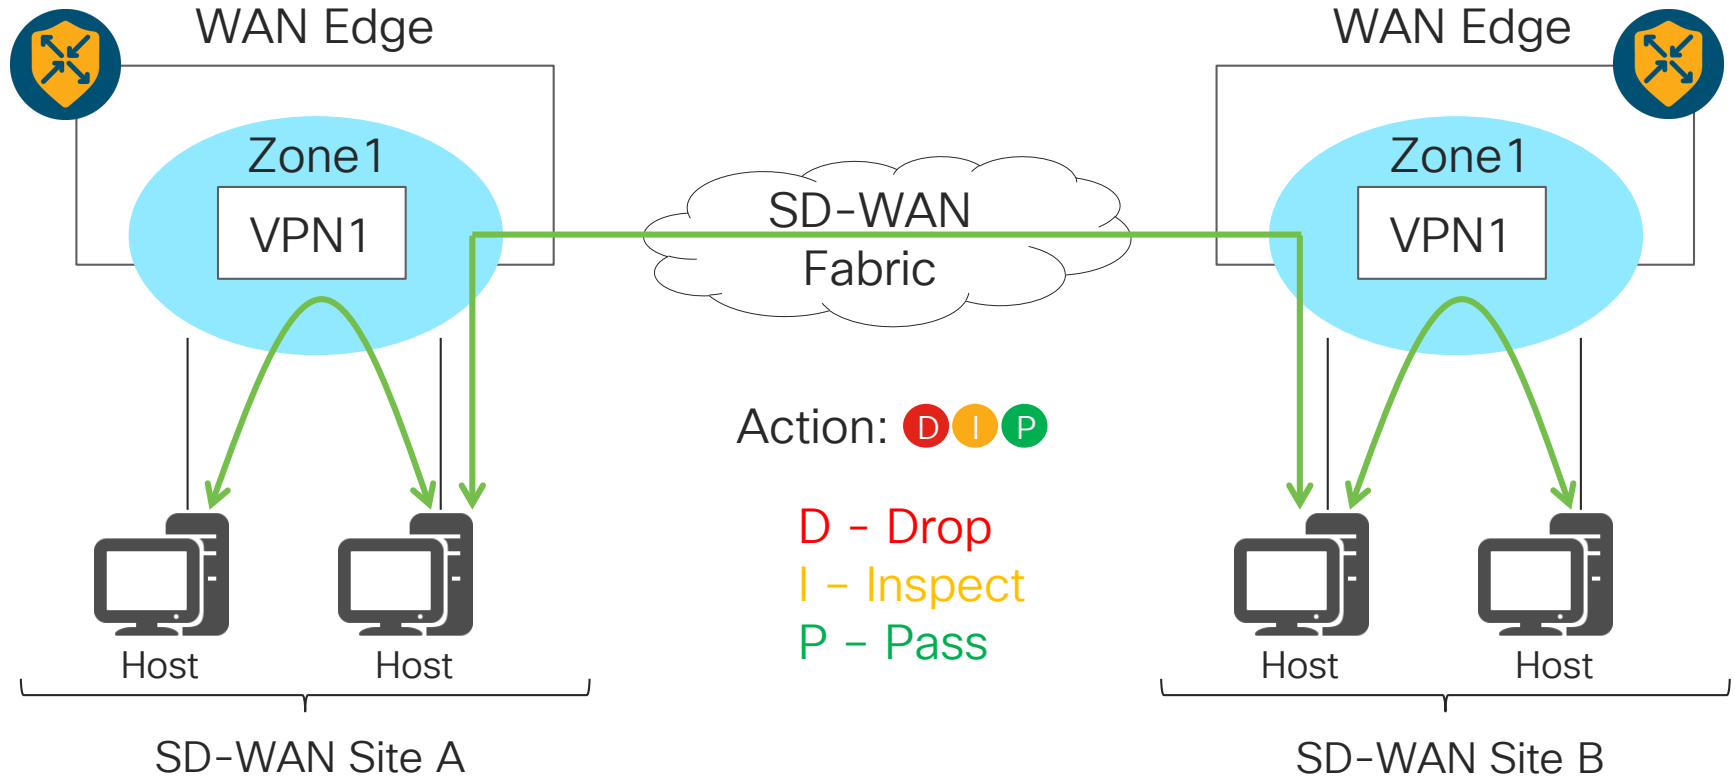 WAN Edge
WAN Edge
Zone1
VPN1
SD-WAN
Fabric
Zone1
VPN1
Action: D I P
D - Drop
I - Inspect
P - Pass
Host
Host
Host
Host
SD-WAN Site A
SD-WAN Site B